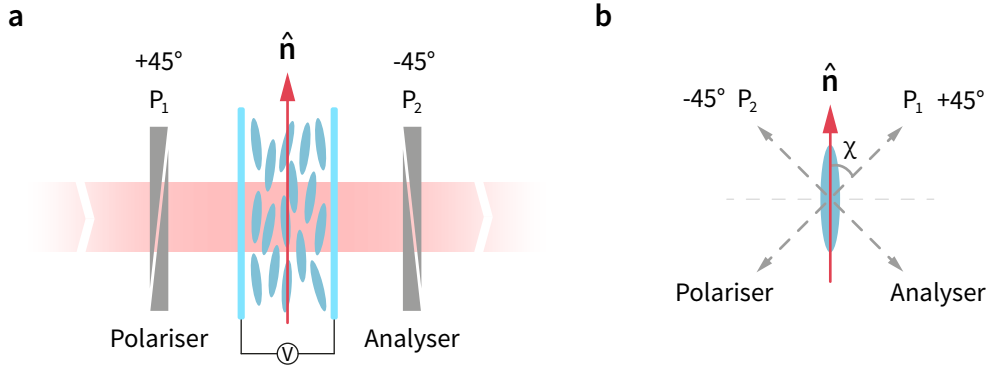 a
+45°
P₁
n̂
-45°
P₂
Polariser
V
Analyser
b
n̂
-45° P₂
P₁ +45°
χ
Polariser
Analyser